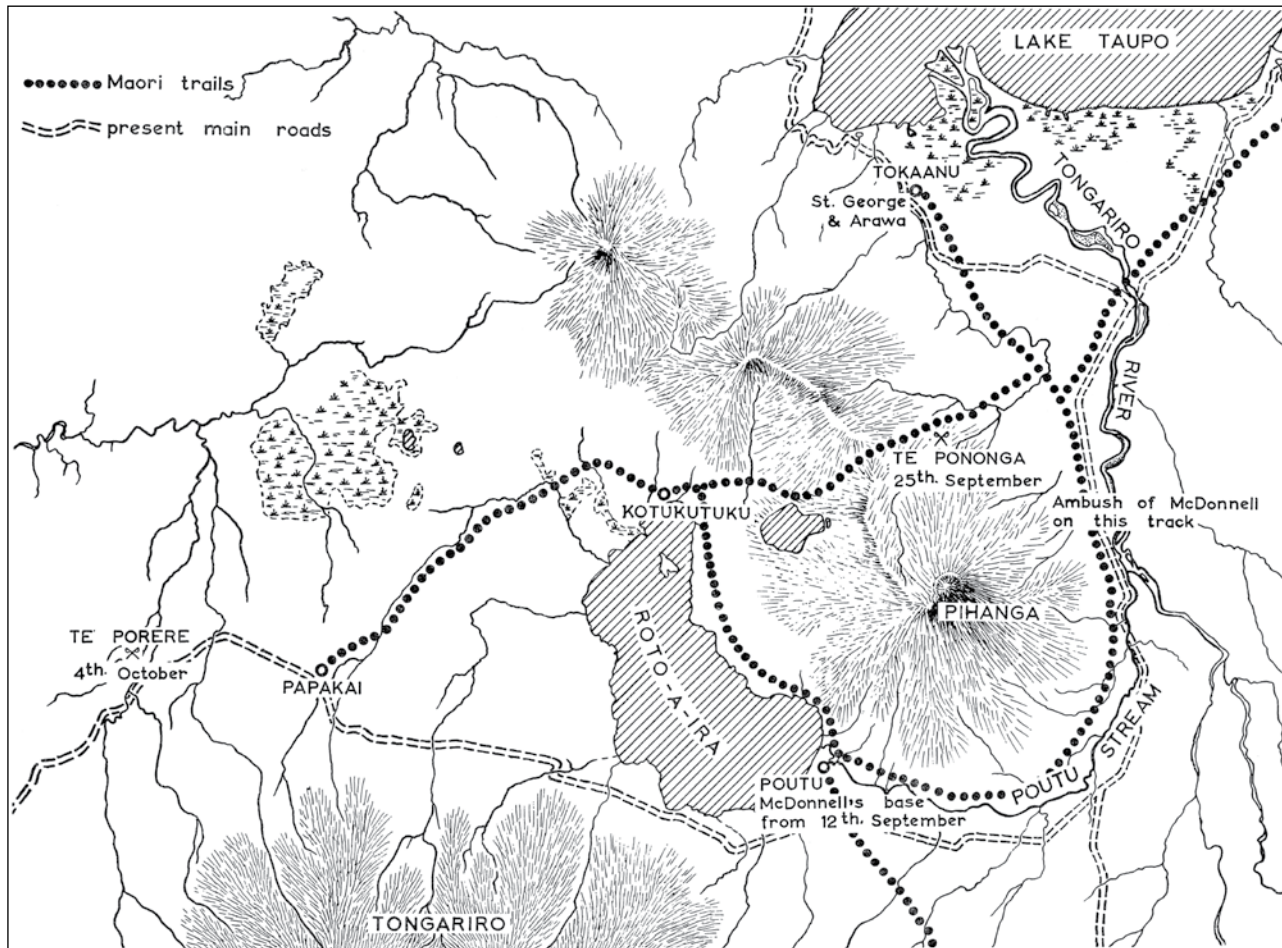 LAKE TAUPO
Maori trails
present main roads
TOKAANU
St. George
& Arawa
TONGARIRO
RIVER
TE PONONGA
25th. September
KOTUKUTUKU
Ambush of McDonnell
on this track
PIHANGA
ROTO-A-IRA
TE PORERE
4th. October
PAPAKAI
POUTU
McDonnell's base
from 12th. September
POUTU STREAM
TONGARIRO